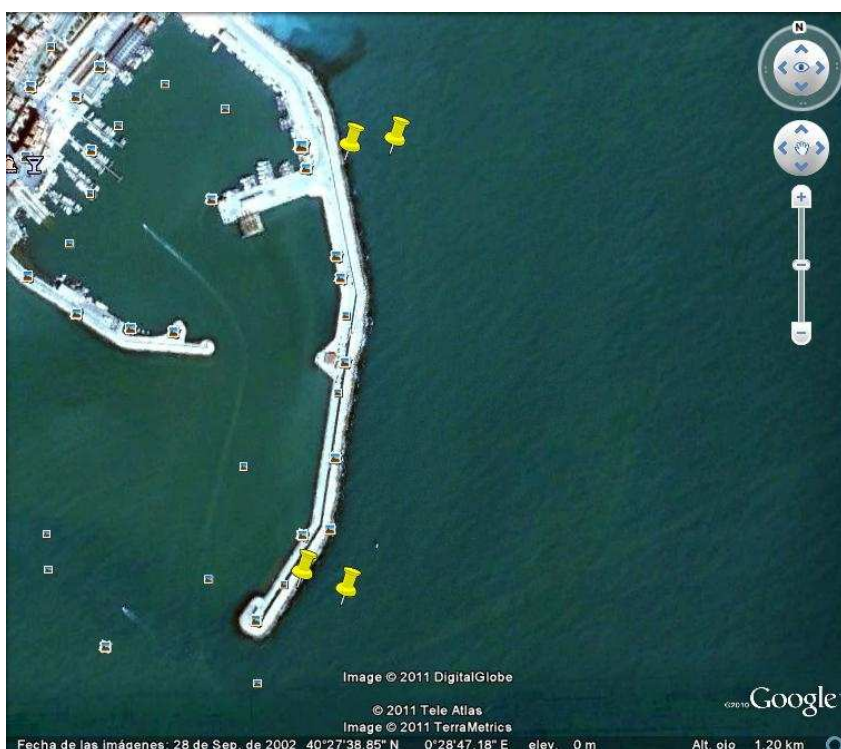 N
Image © 2011 DigitalGlobe
© 2011 Tele Atlas
Image © 2011 TerraMetrics
©2010 Google
Fecha de las imágenes: 28 de Sep. de 2002 40°27'38.85" N 0°28'47.18" E elev. 0 m Alt. ojo 1.20 km